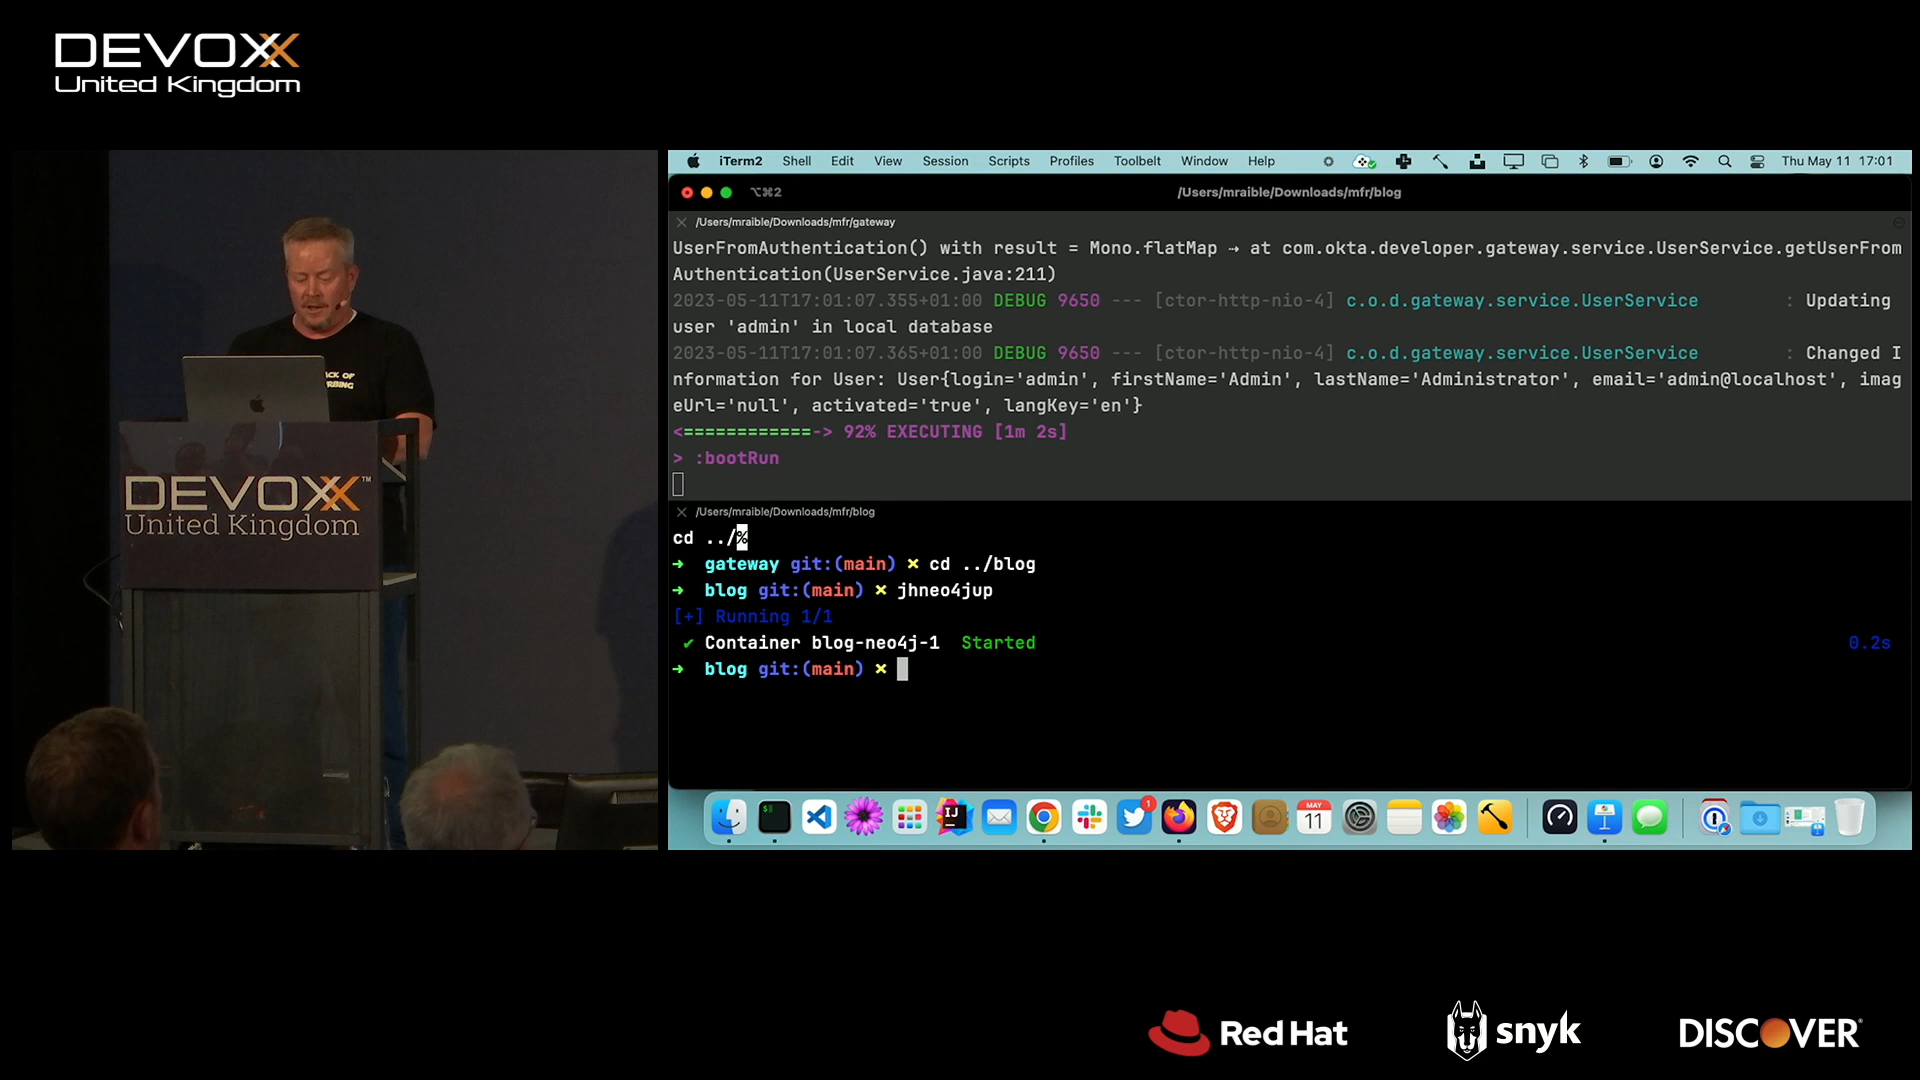 DEVOXX
United Kingdom
iTerm2 Shell Edit View Session Scripts Profiles Toolbelt Window Help Thu May 11 17:01
⌥⌘2 /Users/mraible/Downloads/mfr/blog
/Users/mraible/Downloads/mfr/gateway
UserFromAuthentication() with result = Mono.flatMap ⇢ at com.okta.developer.gateway.service.UserService.getUserFrom
Authentication(UserService.java:211)
2023-05-11T17:01:07.355+01:00 DEBUG 9650 --- [ctor-http-nio-4] c.o.d.gateway.service.UserService : Updating
user 'admin' in local database
2023-05-11T17:01:07.365+01:00 DEBUG 9650 --- [ctor-http-nio-4] c.o.d.gateway.service.UserService : Changed I
nformation for User: User{login='admin', firstName='Admin', lastName='Administrator', email='admin@localhost', imag
eUrl='null', activated='true', langKey='en'}
<============-> 92% EXECUTING [1m 2s]
> :bootRun
/Users/mraible/Downloads/mfr/blog
cd ../%
➜ gateway git:(main) ✗ cd ../blog
➜ blog git:(main) ✗ jhneo4jup
[+] Running 1/1
✔ Container blog-neo4j-1 Started 0.2s
➜ blog git:(main) ✗
ACK OF
DEVOXX™
United Kingdom
1
IJ
MAY
11
Red Hat
snyk
DISCOVER